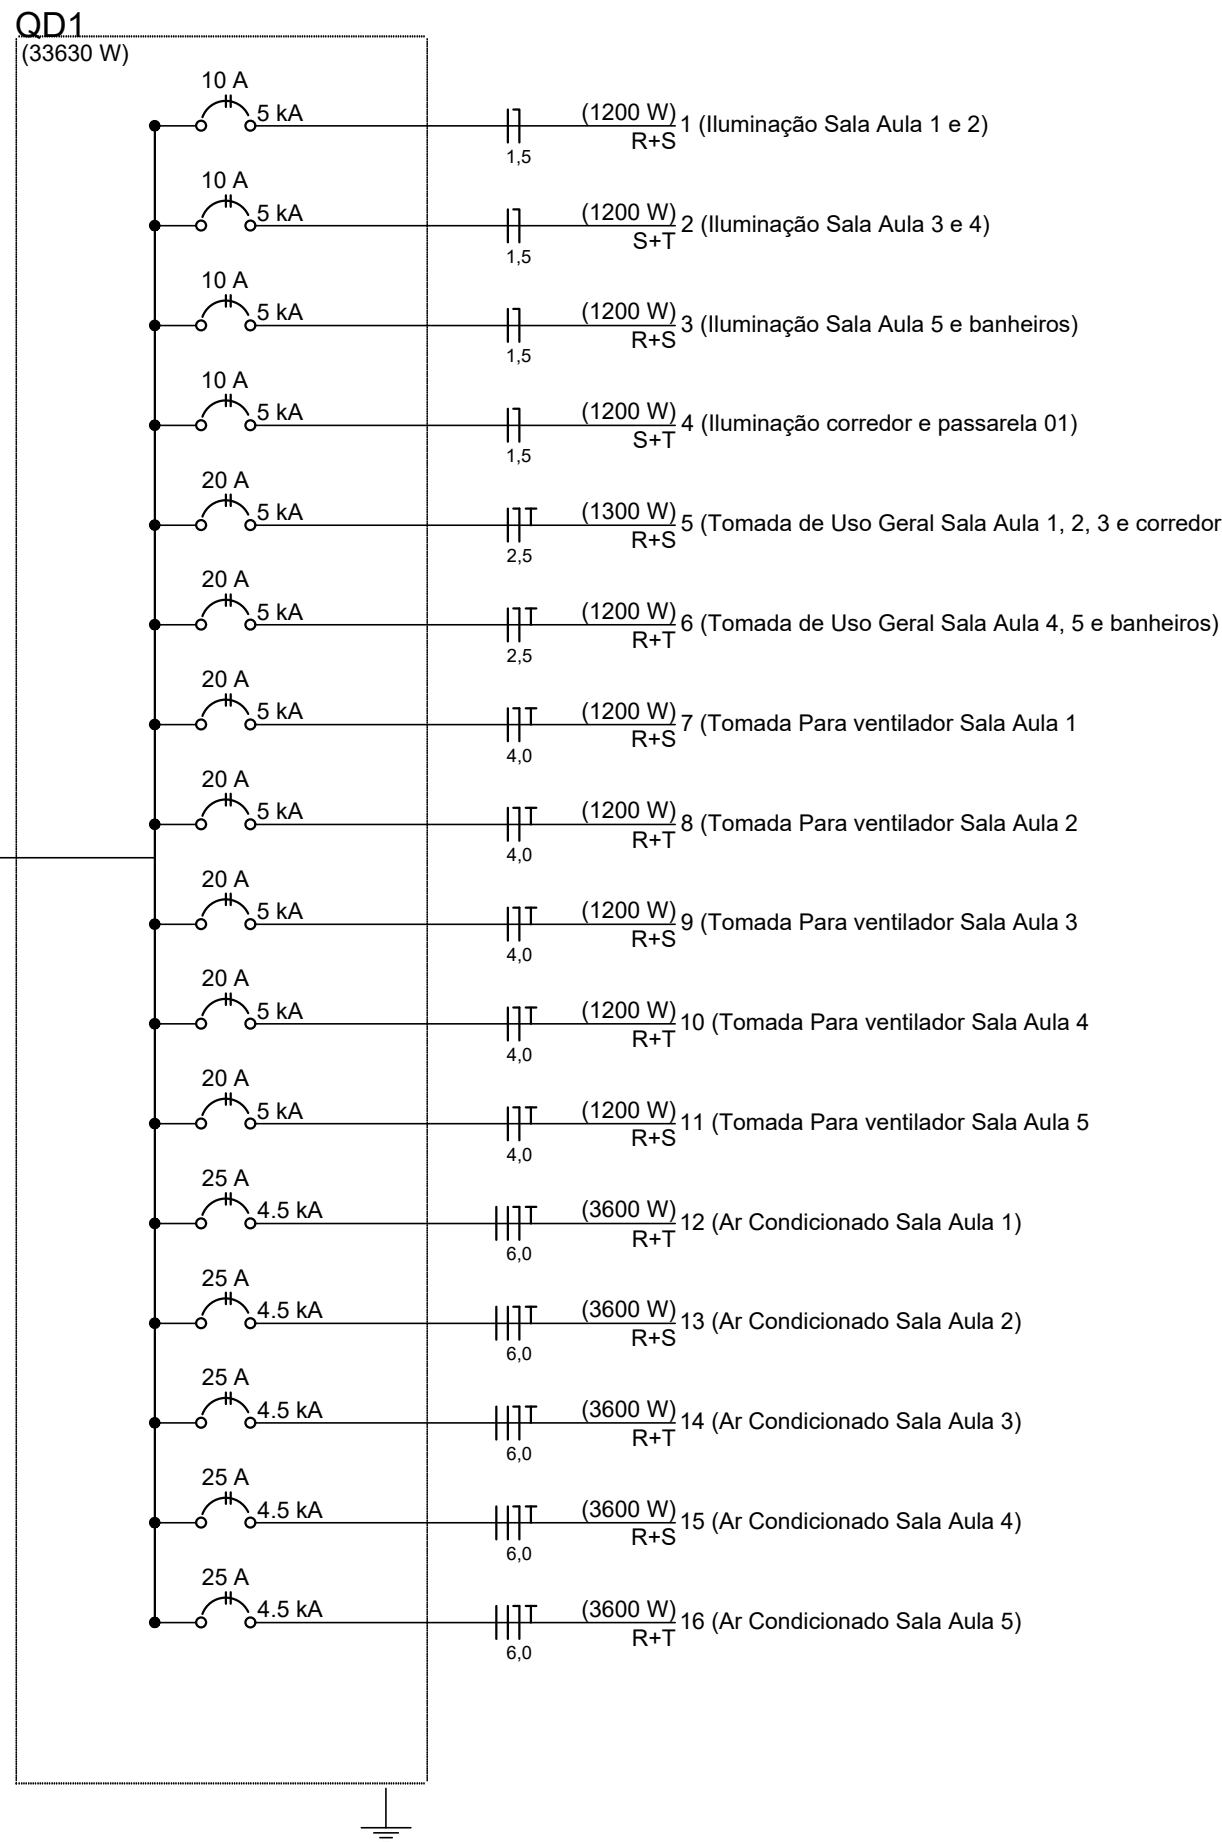 QD1
(33630 W)
10 A
5 kA
1,5
(1200 W)
R+S
1 (Iluminação Sala Aula 1 e 2)
10 A
5 kA
1,5
(1200 W)
S+T
2 (Iluminação Sala Aula 3 e 4)
10 A
5 kA
1,5
(1200 W)
R+S
3 (Iluminação Sala Aula 5 e banheiros)
10 A
5 kA
1,5
(1200 W)
S+T
4 (Iluminação corredor e passarela 01)
20 A
5 kA
T
2,5
(1300 W)
R+S
5 (Tomada de Uso Geral Sala Aula 1, 2, 3 e corredor
20 A
5 kA
T
2,5
(1200 W)
R+T
6 (Tomada de Uso Geral Sala Aula 4, 5 e banheiros)
20 A
5 kA
T
4,0
(1200 W)
R+S
7 (Tomada Para ventilador Sala Aula 1
20 A
5 kA
T
4,0
(1200 W)
R+T
8 (Tomada Para ventilador Sala Aula 2
20 A
5 kA
T
4,0
(1200 W)
R+S
9 (Tomada Para ventilador Sala Aula 3
20 A
5 kA
T
4,0
(1200 W)
R+T
10 (Tomada Para ventilador Sala Aula 4
20 A
5 kA
T
4,0
(1200 W)
R+S
11 (Tomada Para ventilador Sala Aula 5
25 A
4.5 kA
T
6,0
(3600 W)
R+T
12 (Ar Condicionado Sala Aula 1)
25 A
4.5 kA
T
6,0
(3600 W)
R+S
13 (Ar Condicionado Sala Aula 2)
25 A
4.5 kA
T
6,0
(3600 W)
R+T
14 (Ar Condicionado Sala Aula 3)
25 A
4.5 kA
T
6,0
(3600 W)
R+S
15 (Ar Condicionado Sala Aula 4)
25 A
4.5 kA
T
6,0
(3600 W)
R+T
16 (Ar Condicionado Sala Aula 5)